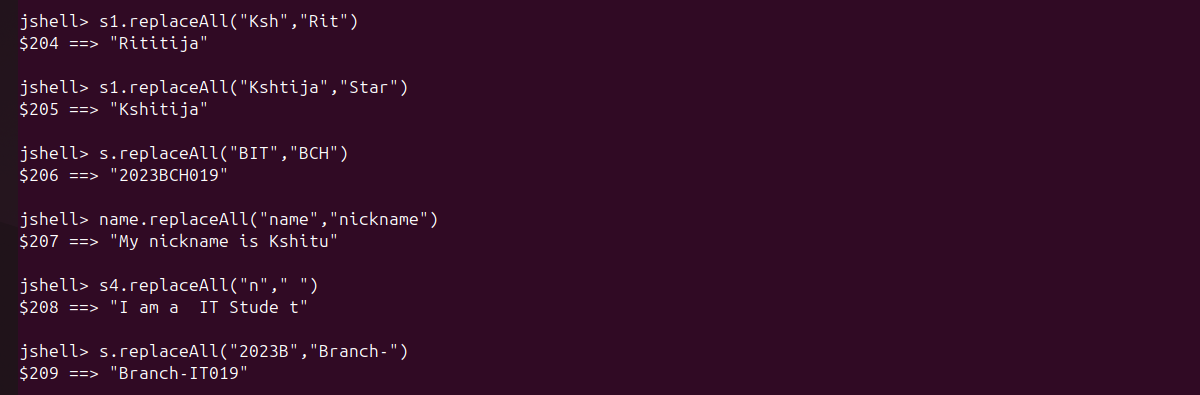 jshell> s1.replaceAll("Ksh","Rit")
$204 ==> "Rititija"
jshell> s1.replaceAll("Kshtija","Star")
$205 ==> "Kshitija"
jshell> s.replaceAll("BIT","BCH")
$206 ==> "2023BCH019"
jshell> name.replaceAll("name","nickname")
$207 ==> "My nickname is Kshitu"
jshell> s4.replaceAll("n"," ")
$208 ==> "I am a  IT Stude t"
jshell> s.replaceAll("2023B","Branch-")
$209 ==> "Branch-IT019"